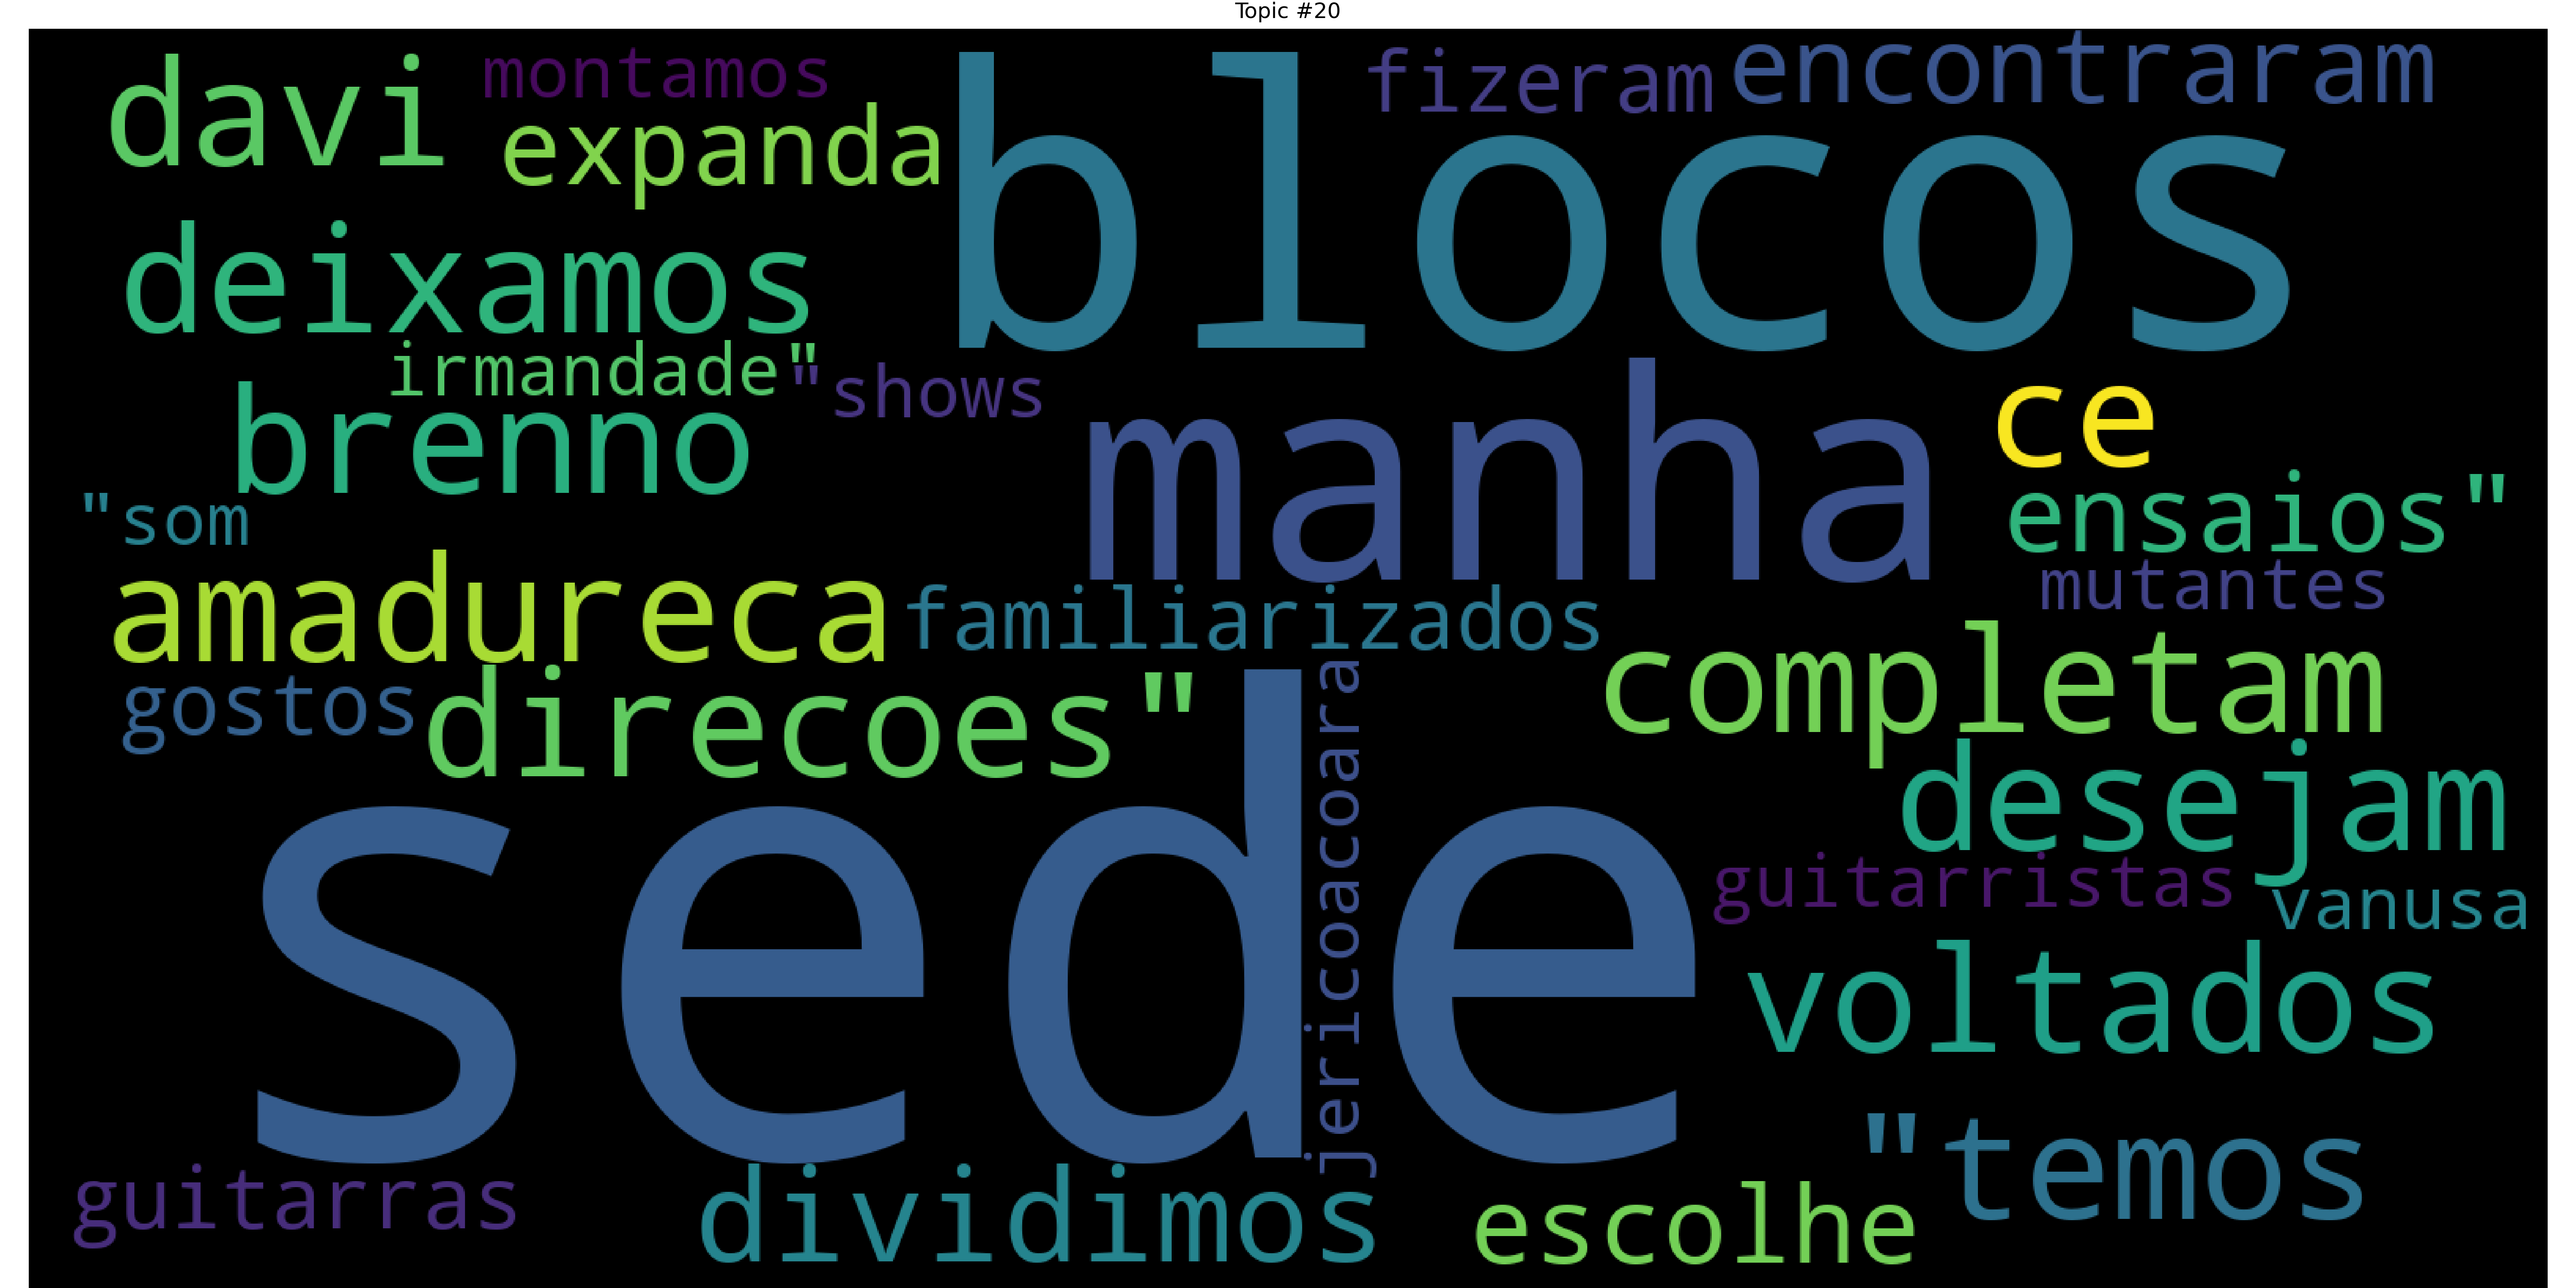 Topic #20
davi
montamos
expanda
blocos
fizeram
encontraram
deixamos
irmandade"
"shows
brenno
manha
ce
"som
ensaios"
amadureca
familiarizados
mutantes
gostos
direcoes"
completam
sede
jericoacoara
desejam
guitarristas
vanusa
voltados
"temos
guitarras
dividimos
escolhe